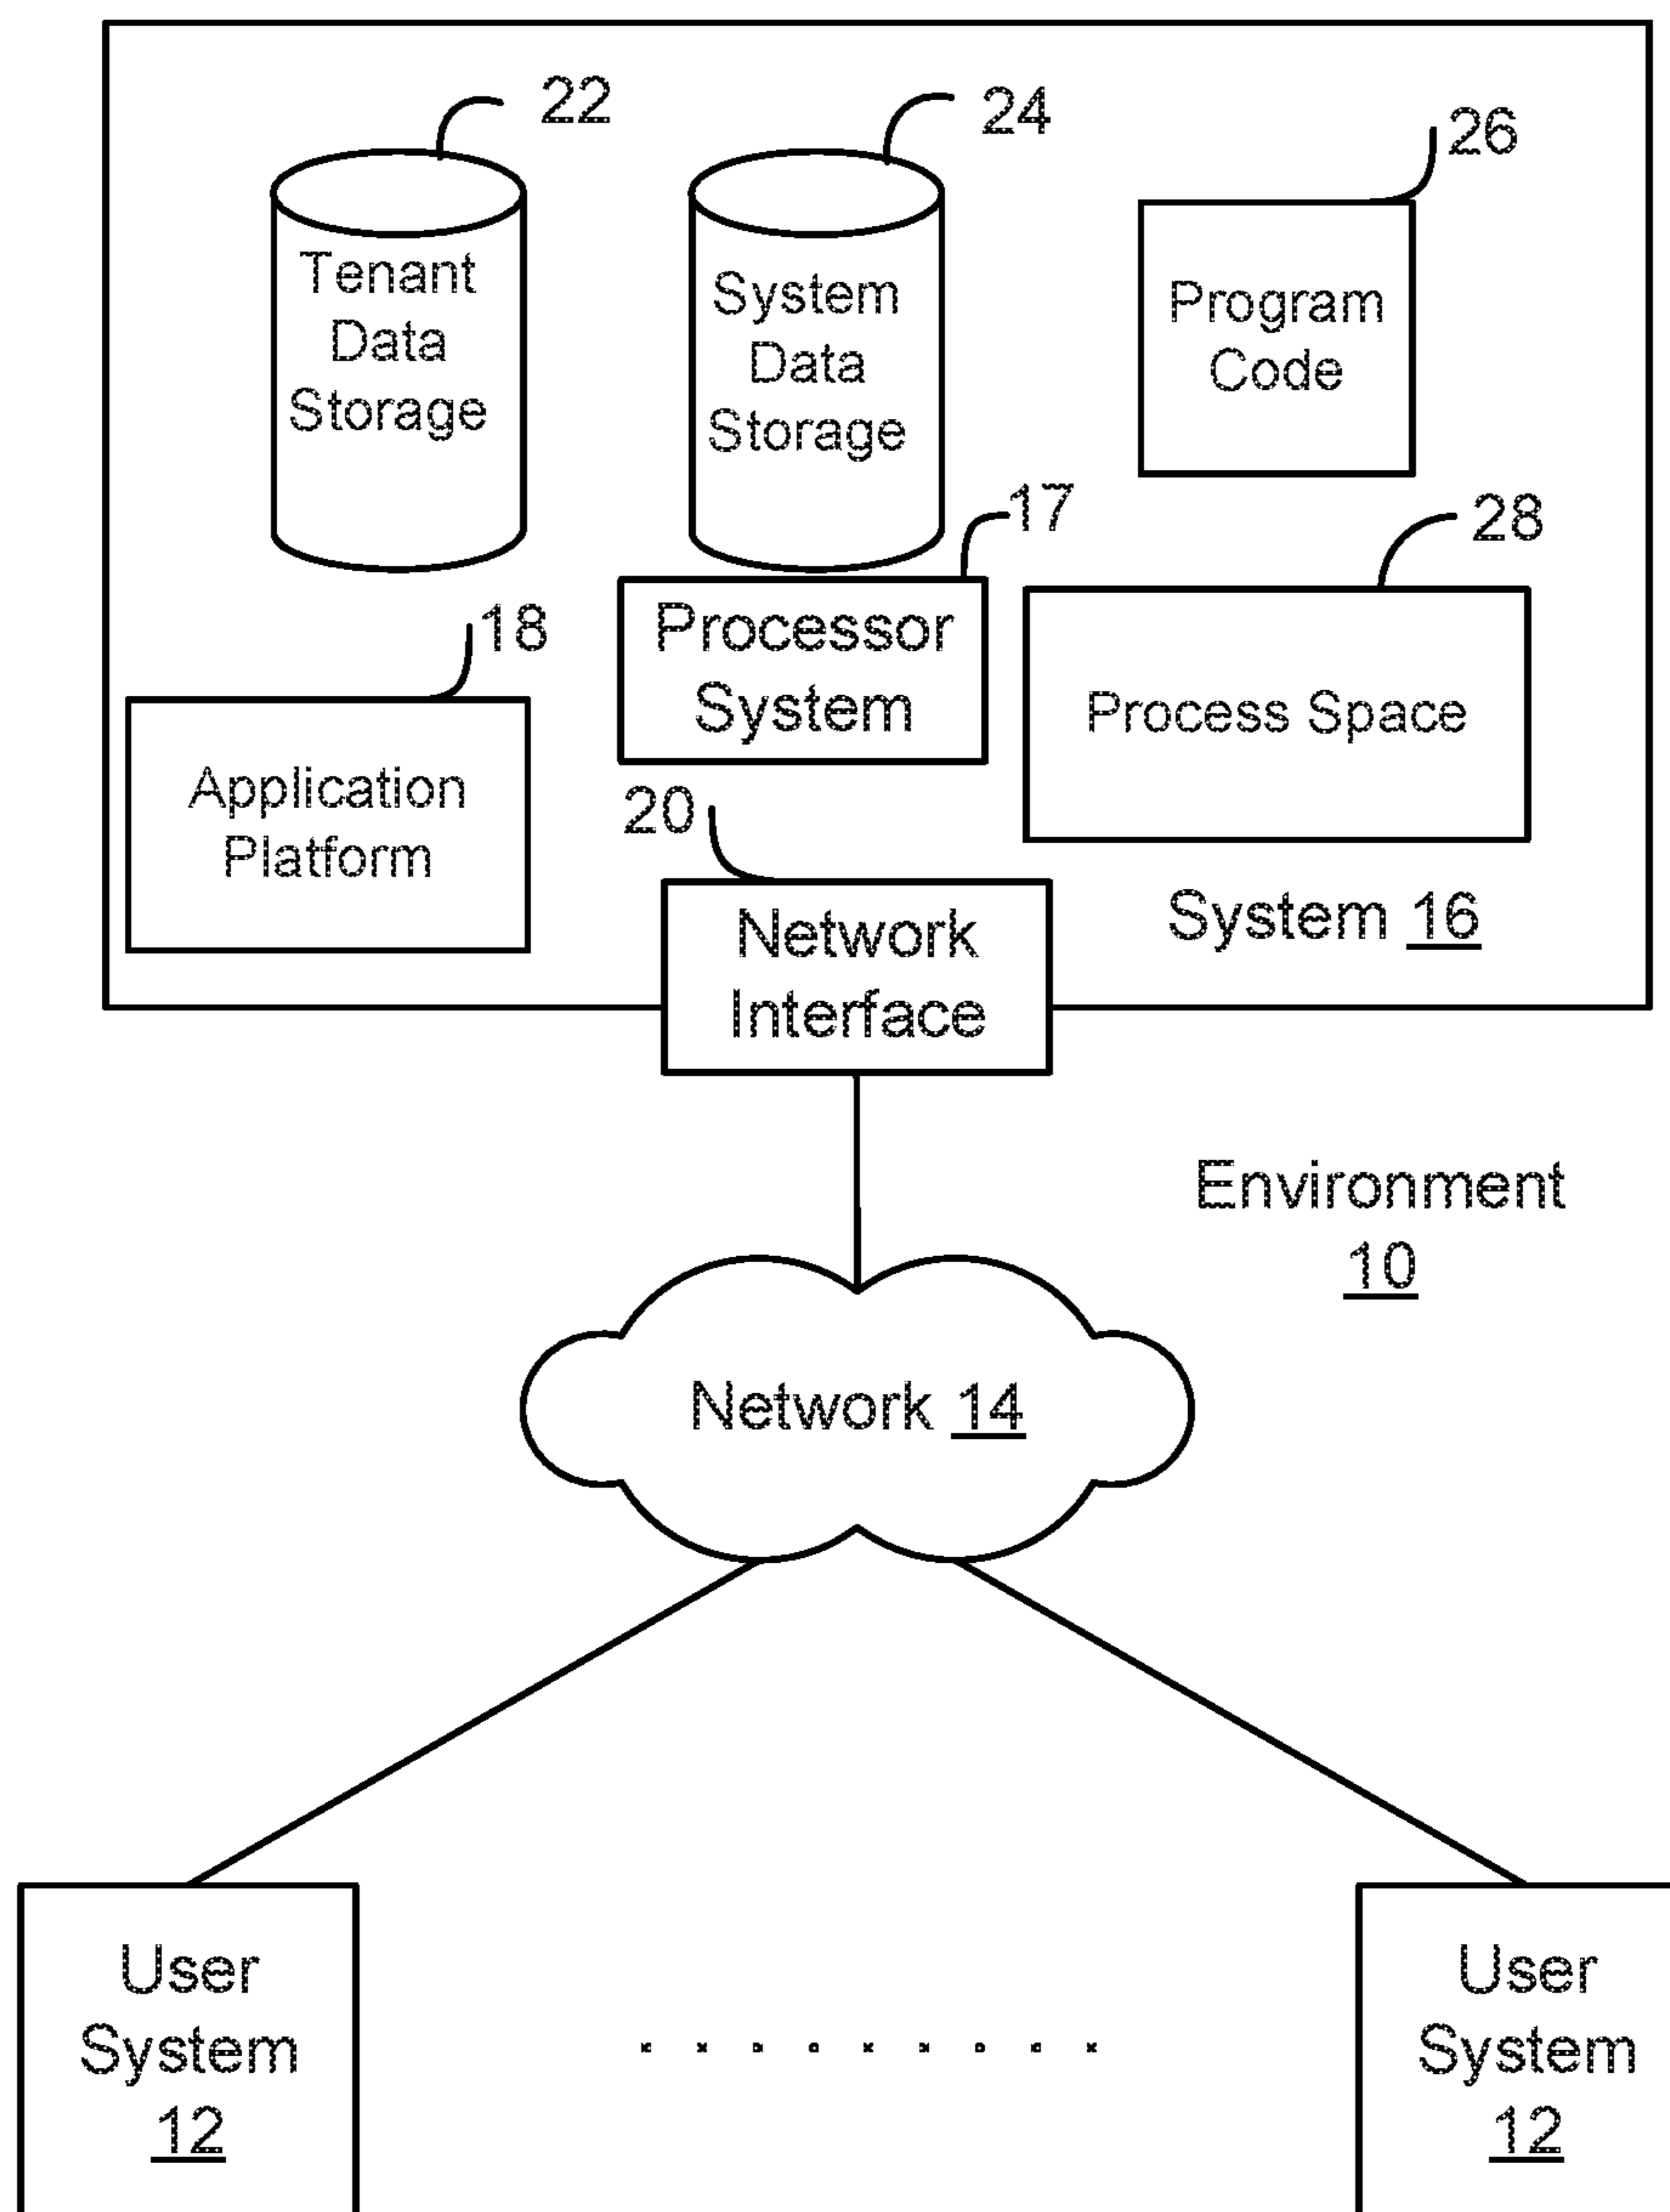 22
24
26
Tenant
Data
Storage
System
Data
Storage
Program
Code
17
28
18
Processor
System
Process Space
Application
Platform
20
Network
Interface
System 16
Environment
10
Network 14
User
System
12
User
System
12